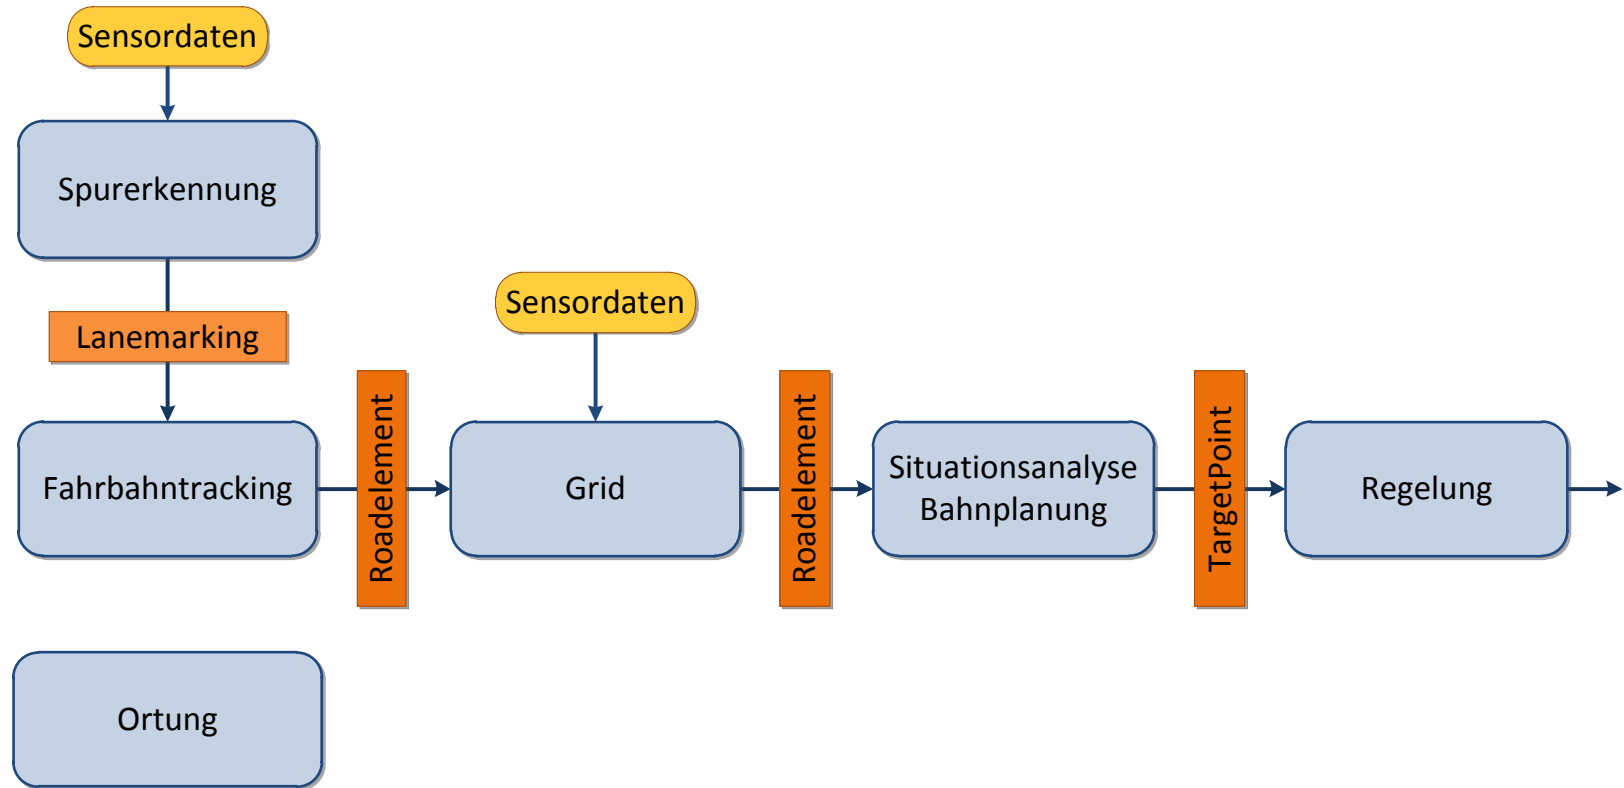 Sensordaten
Spurerkennung
Lanemarking
Sensordaten
Fahrbahntracking
Roadelement
Grid
Roadelement
Situationsanalyse
Bahnplanung
TargetPoint
Regelung
Ortung